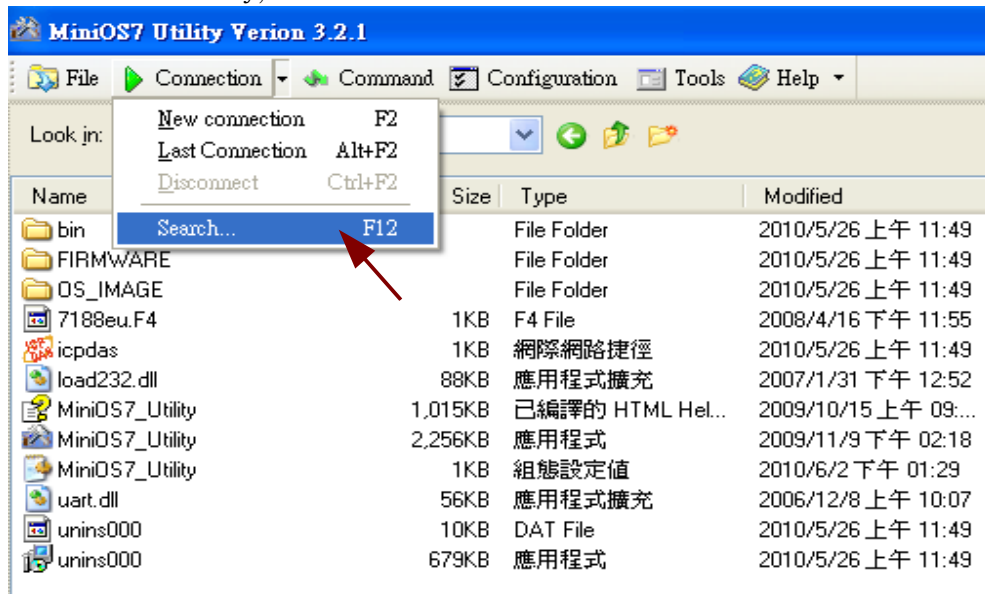 MiniOS7 Utility Verion 3.2.1
File Connection Command Configuration Tools Help
Look in:
New connection F2
Last Connection Alt+F2
Disconnect Ctrl+F2
Search... F12
Name Size Type Modified
bin File Folder 2010/5/26 上午 11:49
FIRMWARE File Folder 2010/5/26 上午 11:49
OS_IMAGE File Folder 2010/5/26 上午 11:49
7188eu.F4 1KB F4 File 2008/4/16 下午 11:55
icpdas 1KB 網際網路捷徑 2010/5/26 上午 11:49
load232.dll 88KB 應用程式擴充 2007/1/31 下午 12:52
MiniOS7_Utility 1,015KB 已編譯的 HTML Hel... 2009/10/15 上午 09:...
MiniOS7_Utility 2,256KB 應用程式 2009/11/9 下午 02:18
MiniOS7_Utility 1KB 組態設定值 2010/6/2 下午 01:29
uart.dll 56KB 應用程式擴充 2006/12/8 上午 10:07
unins000 10KB DAT File 2010/5/26 上午 11:49
unins000 679KB 應用程式 2010/5/26 上午 11:49